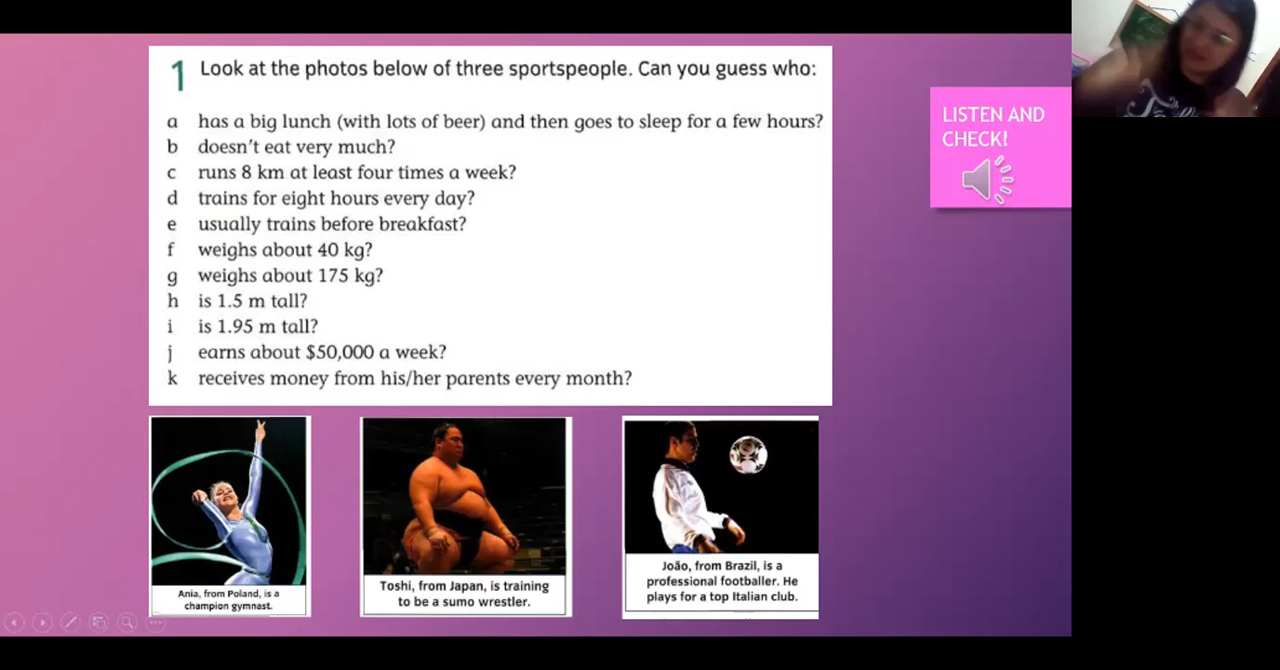 1 Look at the photos below of three sportspeople. Can you guess who:
a has a big lunch (with lots of beer) and then goes to sleep for a few hours?
b doesn't eat very much?
c runs 8 km at least four times a week?
d trains for eight hours every day?
e usually trains before breakfast?
f weighs about 40 kg?
g weighs about 175 kg?
h is 1.5 m tall?
i is 1.95 m tall?
j earns about $50,000 a week?
k receives money from his/her parents every month?
LISTEN AND
CHECK!
Ania, from Poland, is a
champion gymnast.
Toshi, from Japan, is training
to be a sumo wrestler.
João, from Brazil, is a
professional footballer. He
plays for a top Italian club.